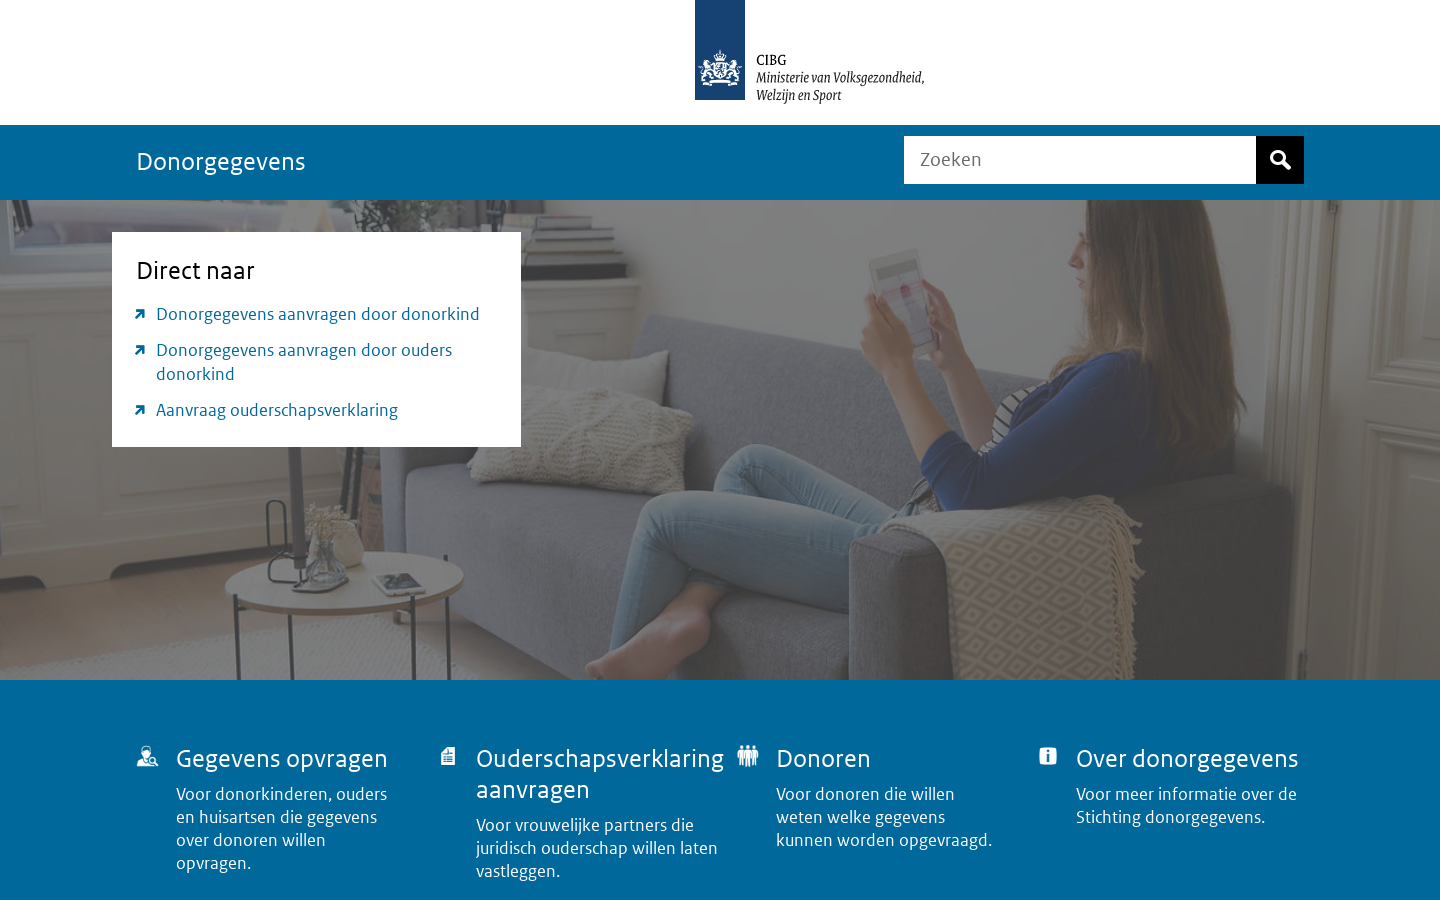 CIBG
Ministerie van Volksgezondheid,
Welzijn en Sport
Donorgegevens
Zoeken
Direct naar
Donorgegevens aanvragen door donorkind
Donorgegevens aanvragen door ouders
donorkind
Aanvraag ouderschapsverklaring
Gegevens opvragen
Voor donorkinderen, ouders
en huisartsen die gegevens
over donoren willen
opvragen.
Ouderschapsverklaring
aanvragen
Voor vrouwelijke partners die
juridisch ouderschap willen laten
vastleggen.
Donoren
Voor donoren die willen
weten welke gegevens
kunnen worden opgevraagd.
Over donorgegevens
Voor meer informatie over de
Stichting donorgegevens.